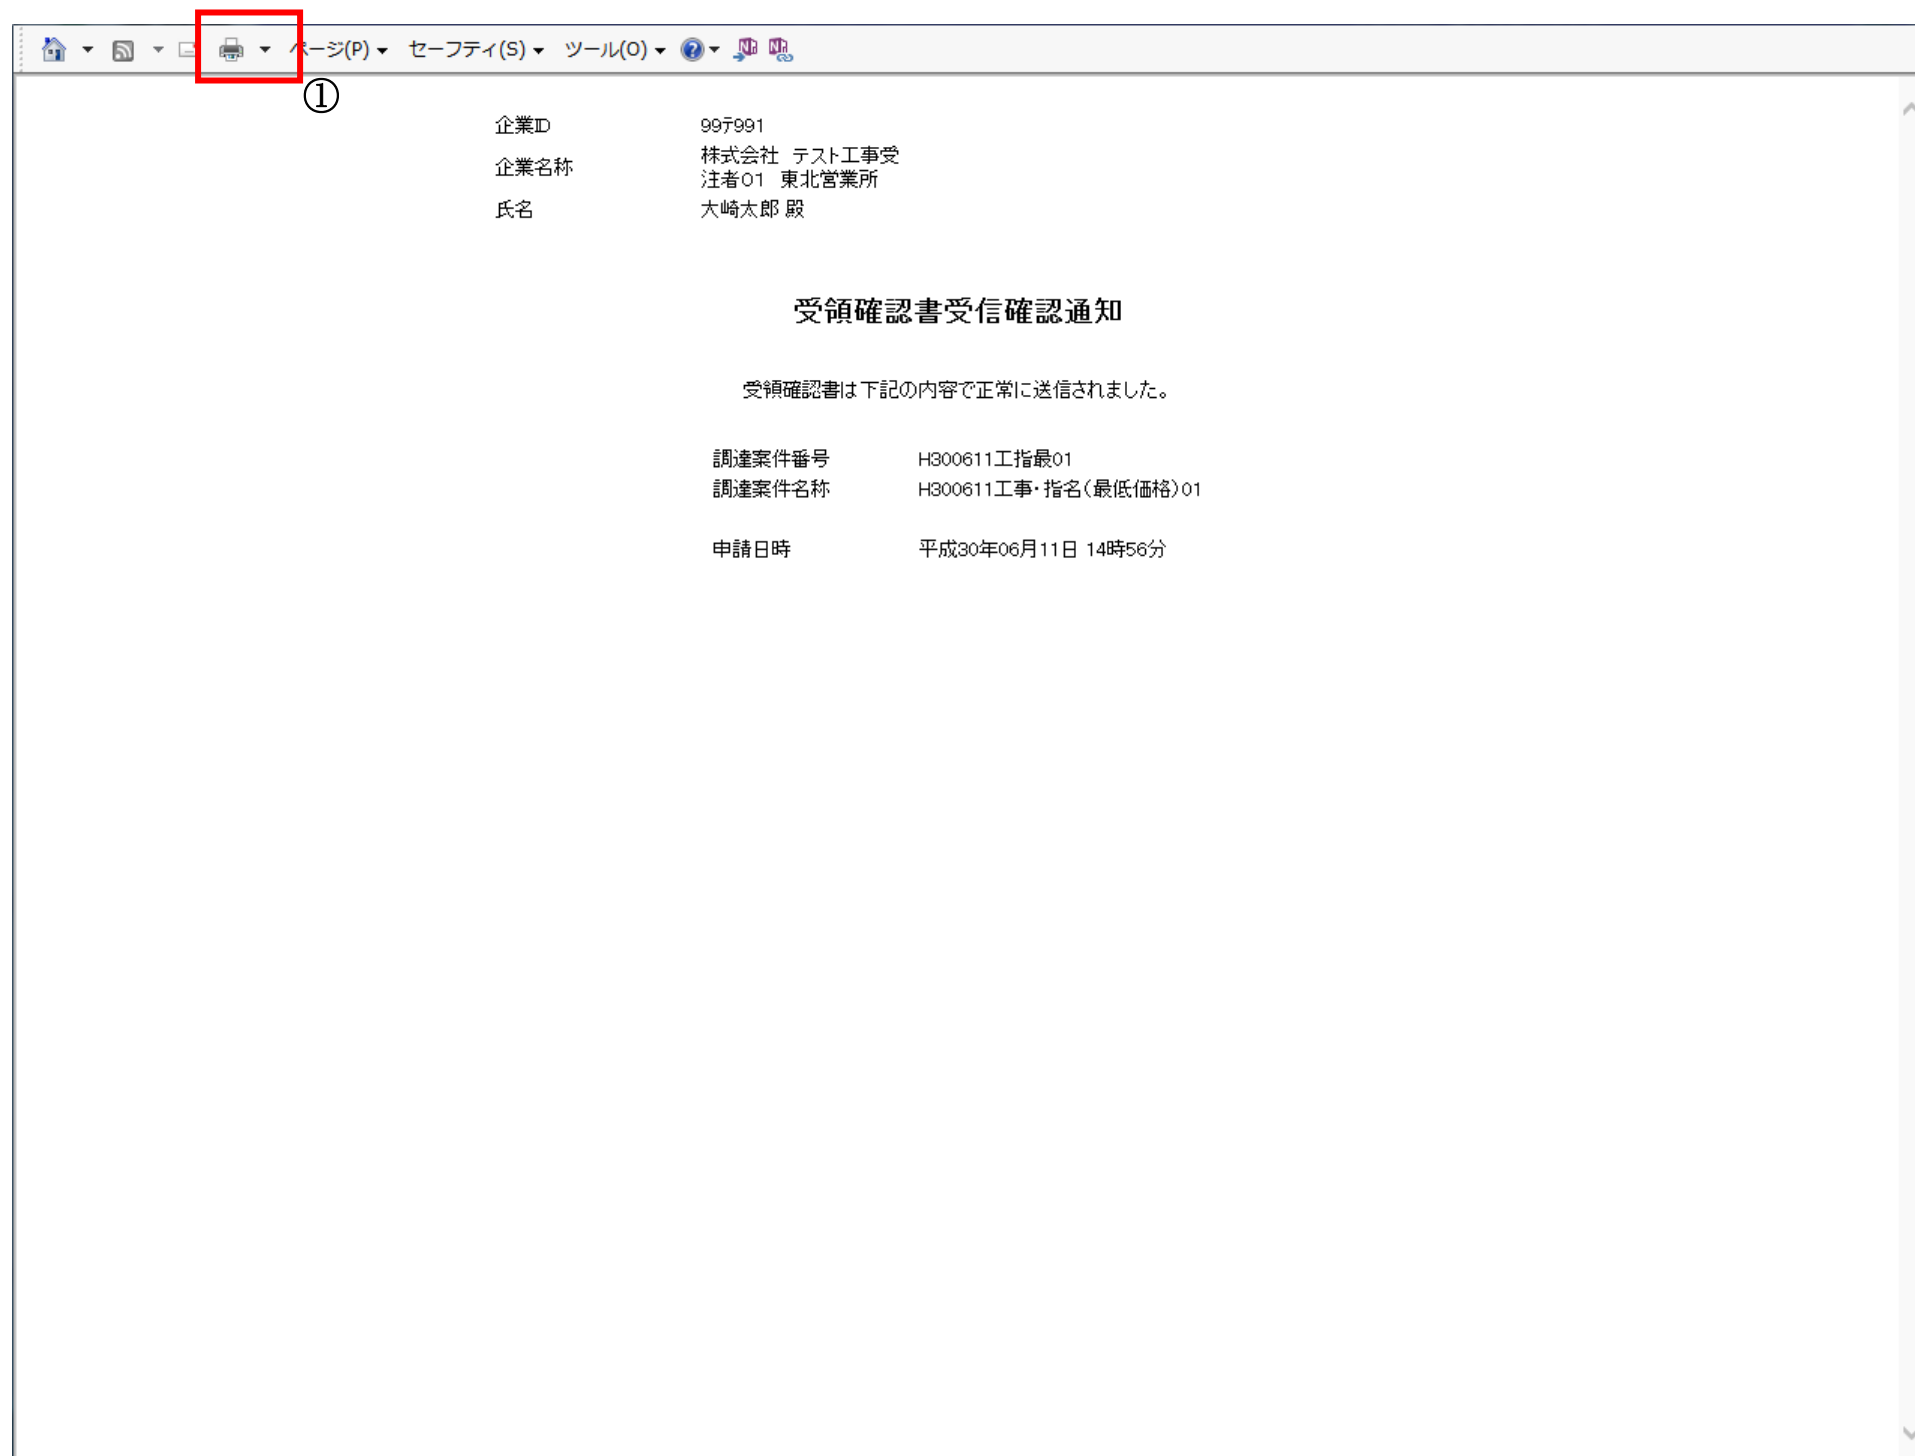 ページ(P) セーフティ(S) ツール(O)
①
企業ID 99〒991
企業名称 株式会社 テスト工事受
注者01 東北営業所
氏名 大崎太郎 殿
受領確認書受信確認通知
受領確認書は下記の内容で正常に送信されました。
調達案件番号 H300611工指最01
調達案件名称 H300611工事・指名(最低価格)01
申請日時 平成30年06月11日 14時56分